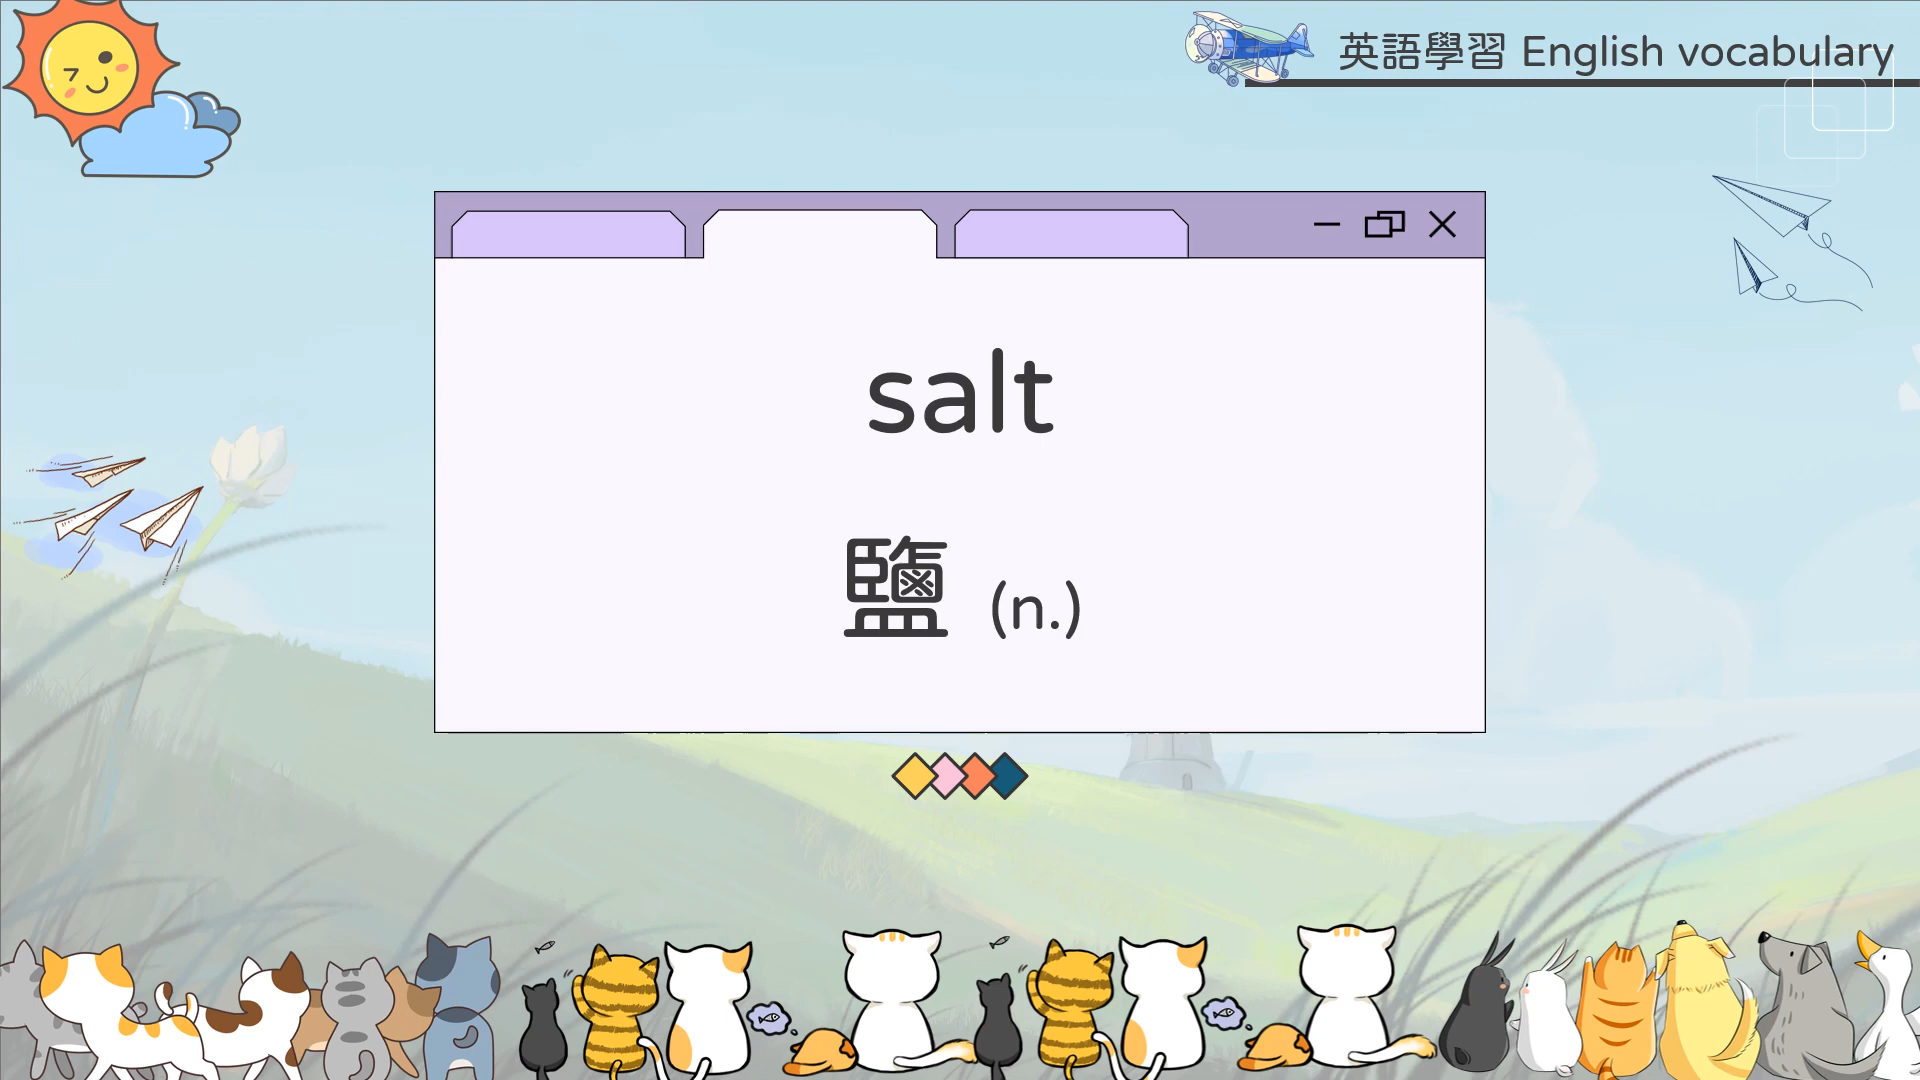 英語學習 English vocabulary
salt
鹽 (n.)